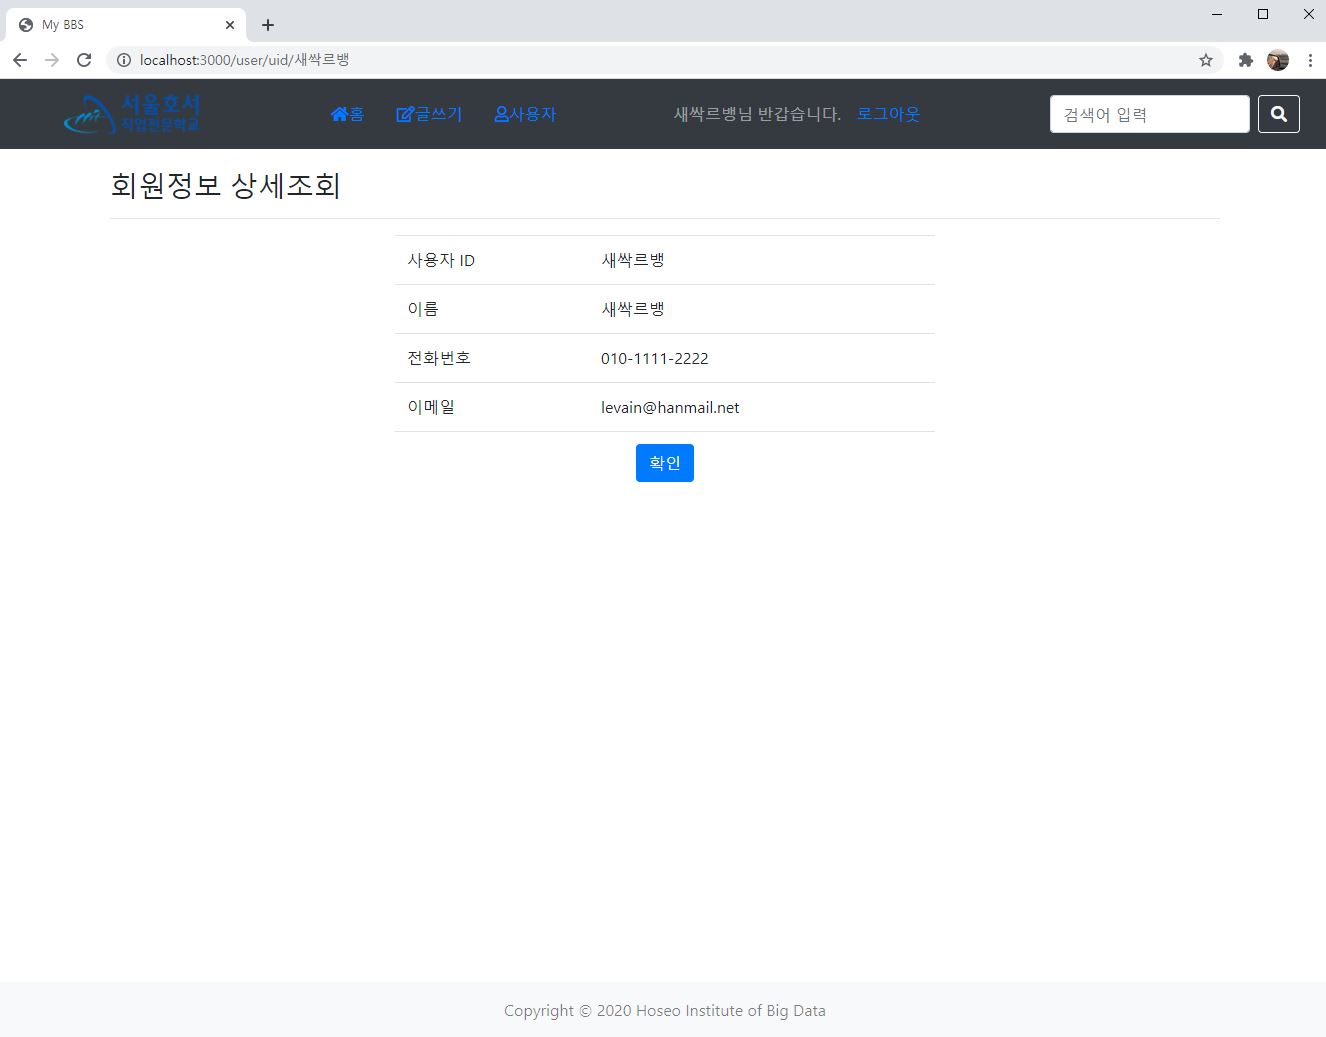 My BBS
localhost:3000/user/uid/새싹르뱅
서울호서
직업전문학교
홈
글쓰기
사용자
새싹르뱅님 반갑습니다.
로그아웃
검색어 입력
회원정보 상세조회
사용자 ID 새싹르뱅
이름 새싹르뱅
전화번호 010-1111-2222
이메일 levain@hanmail.net
확인
Copyright © 2020 Hoseo Institute of Big Data